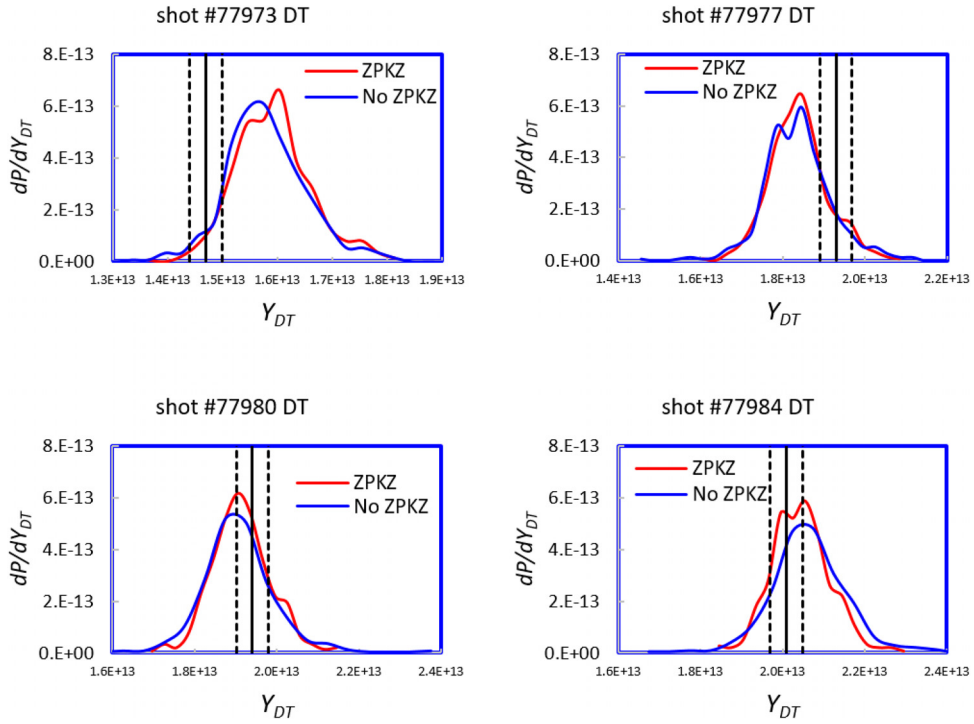 shot #77973 DT
8.E-13
6.E-13
4.E-13
2.E-13
0.E+00
dP/dY_DT
ZPKZ
No ZPKZ
1.3E+13 1.4E+13 1.5E+13 1.6E+13 1.7E+13 1.8E+13 1.9E+13
Y_DT
shot #77977 DT
8.E-13
6.E-13
4.E-13
2.E-13
0.E+00
dP/dY_DT
ZPKZ
No ZPKZ
1.4E+13 1.6E+13 1.8E+13 2.0E+13 2.2E+13
Y_DT
shot #77980 DT
8.E-13
6.E-13
4.E-13
2.E-13
0.E+00
dP/dY_DT
ZPKZ
No ZPKZ
1.6E+13 1.8E+13 2.0E+13 2.2E+13 2.4E+13
Y_DT
shot #77984 DT
8.E-13
6.E-13
4.E-13
2.E-13
0.E+00
dP/dY_DT
ZPKZ
No ZPKZ
1.6E+13 1.8E+13 2.0E+13 2.2E+13 2.4E+13
Y_DT